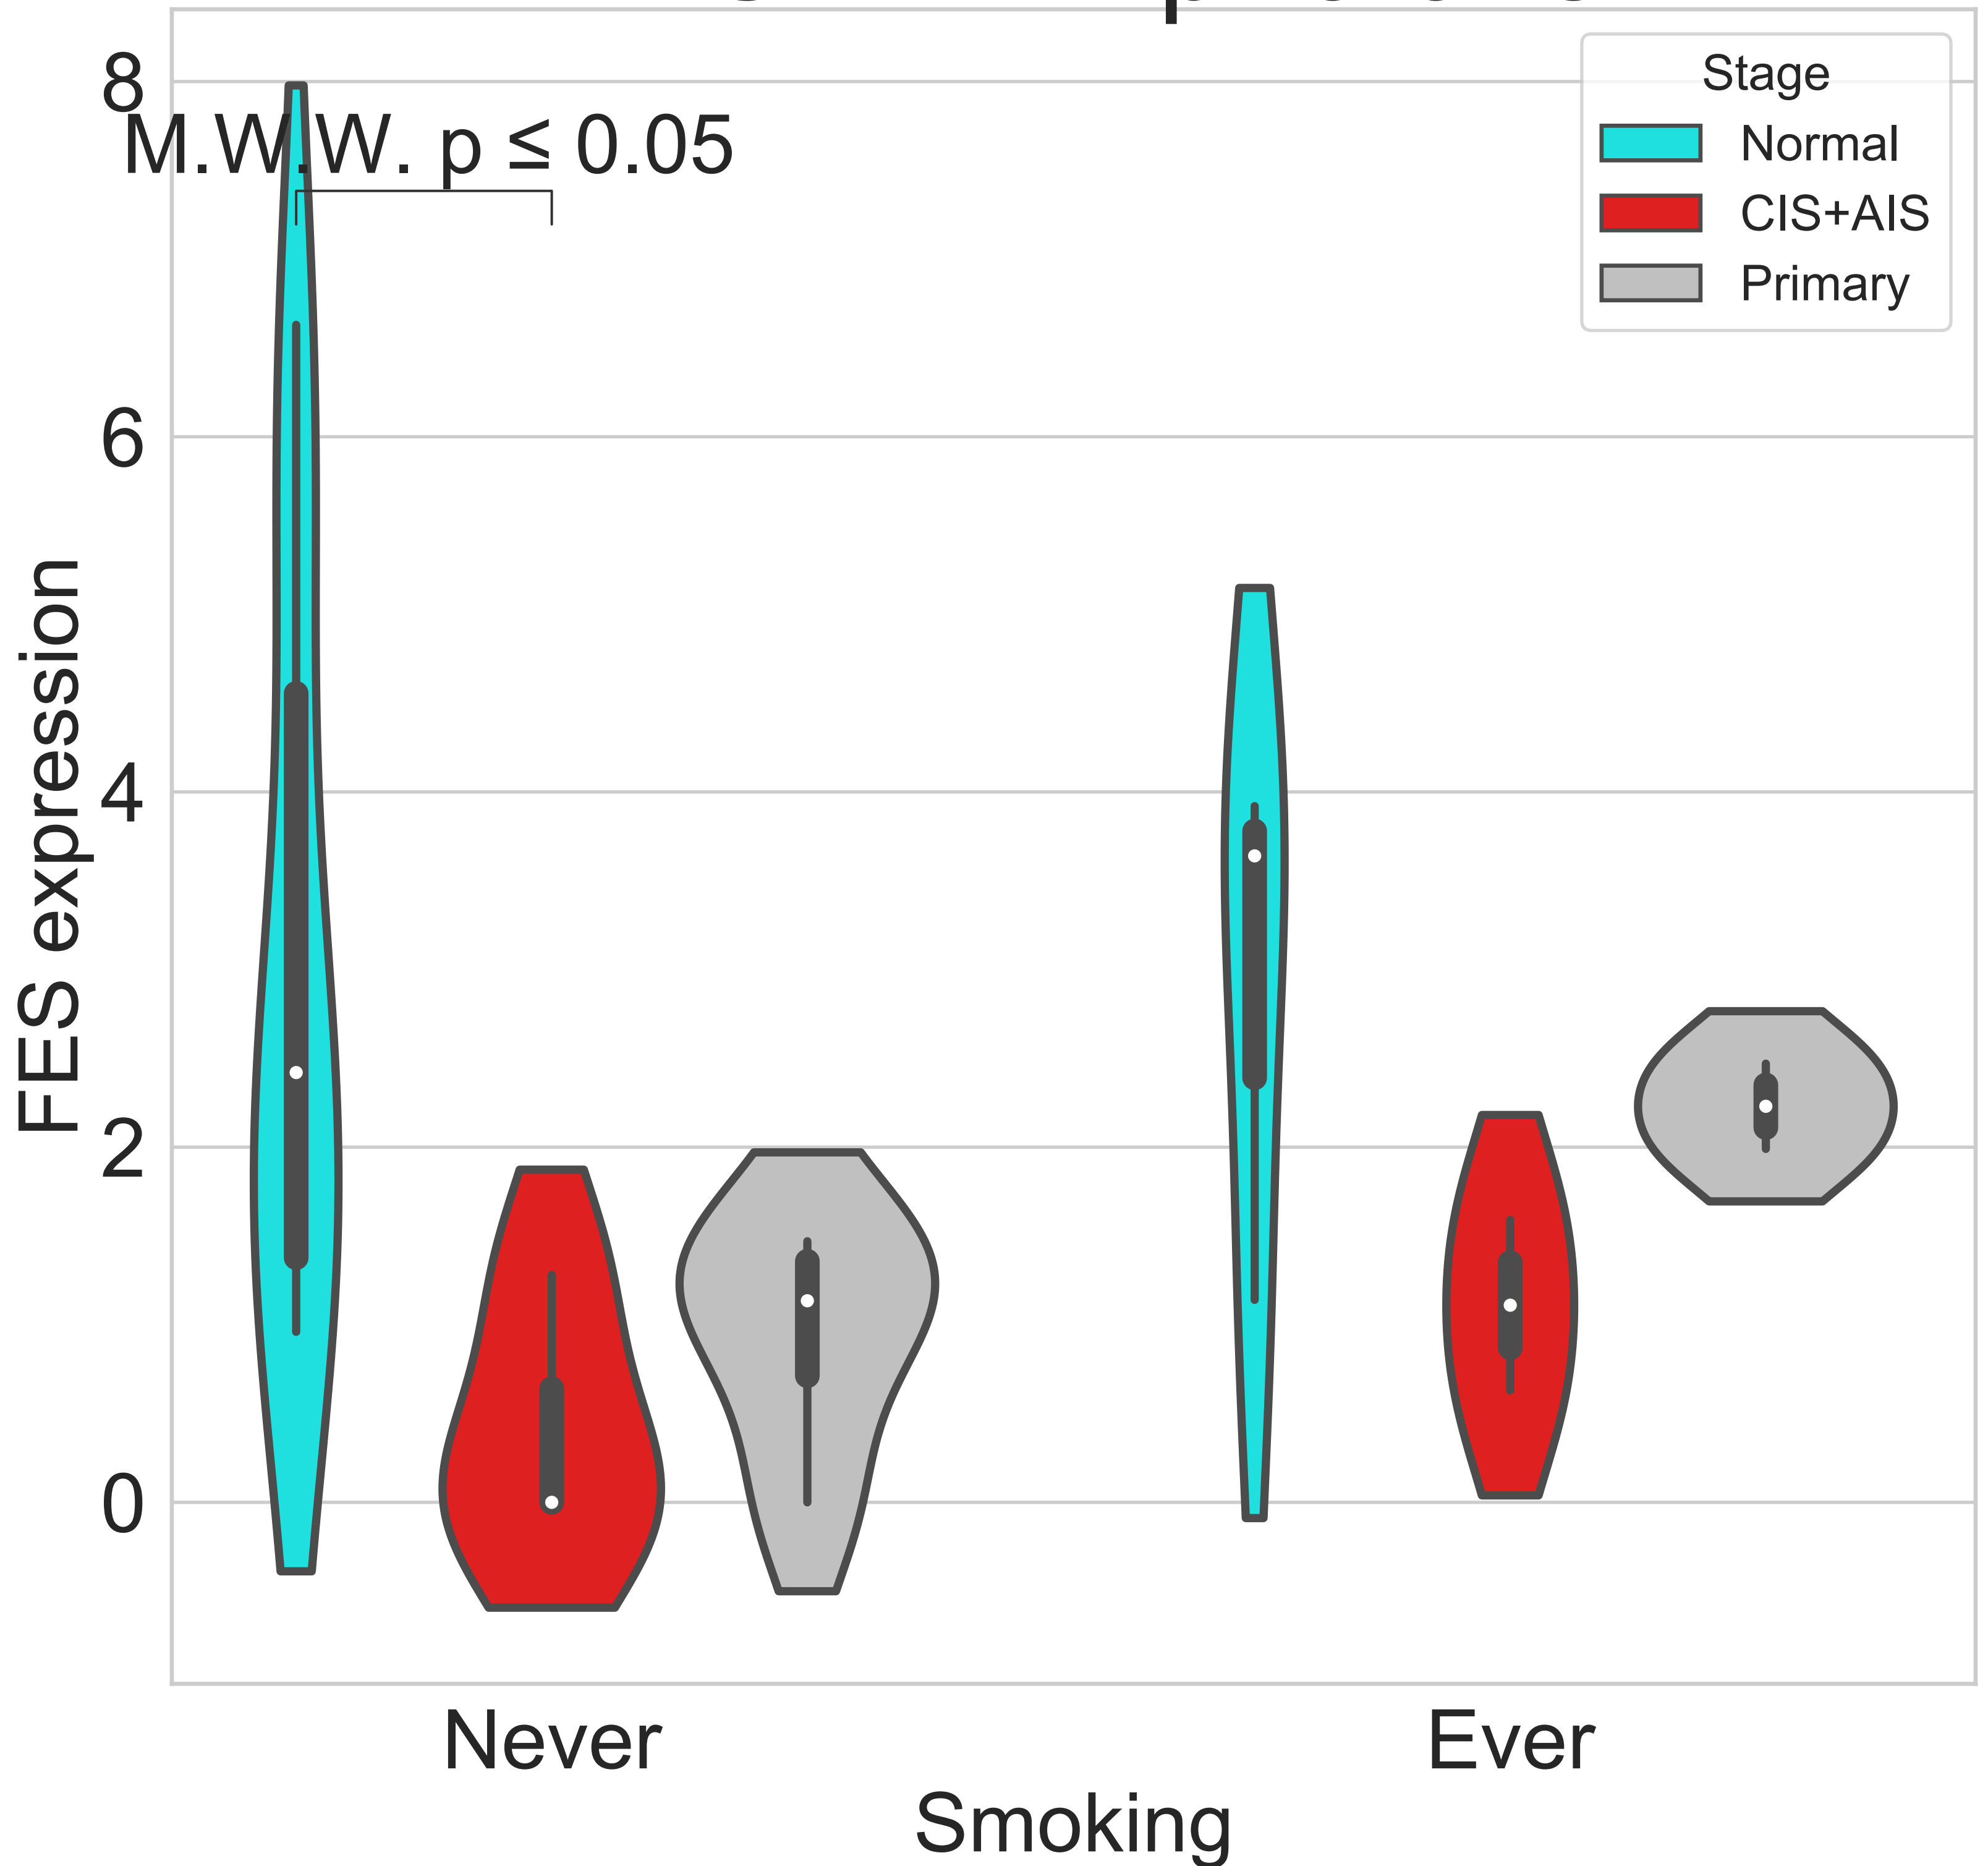 M.W.W. p ≤ 0.05
Stage
Normal
CIS+AIS
Primary
FES expression
8
6
4
2
0
Never
Ever
Smoking